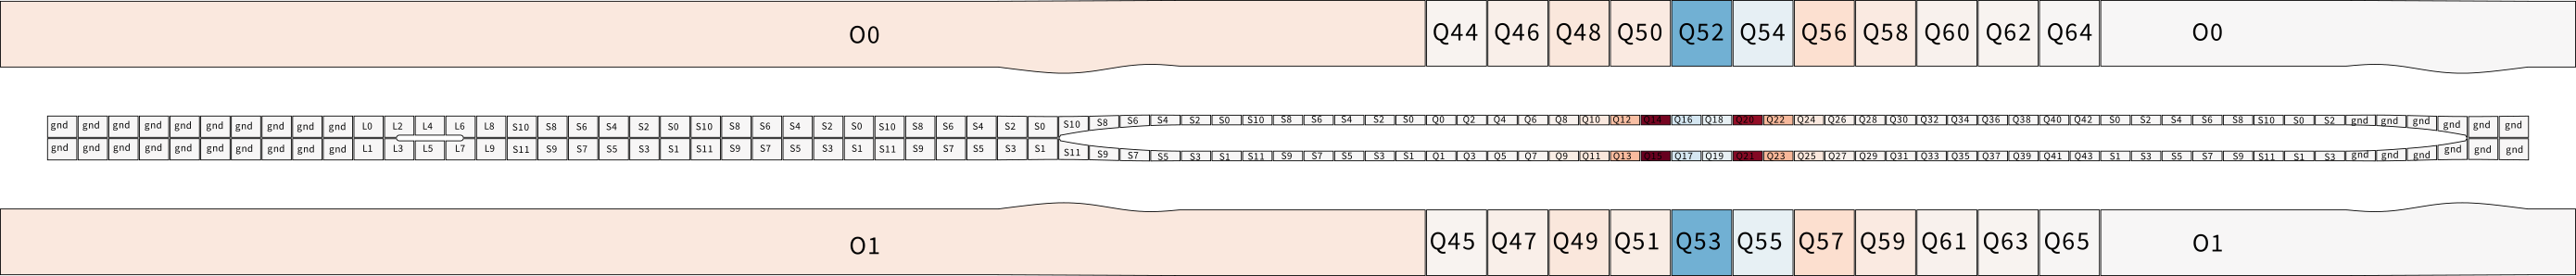 O0 Q44 Q46 Q48 Q50 Q52 Q54 Q56 Q58 Q60 Q62 Q64 O0
gnd gnd gnd gnd gnd gnd gnd gnd gnd gnd L0 L2 L4 L6 L8 S10 S8 S6 S4 S2 S0 S10 S8 S6 S4 S2 S0 S10 S8 S6 S4 S2 S0 S10 S8 S6 S4 S2 S0 S10 S8 S6 S4 S2 S0 Q0 Q2 Q4 Q6 Q8 Q10 Q12 Q14 Q16 Q18 Q20 Q22 Q24 Q26 Q28 Q30 Q32 Q34 Q36 Q38 Q40 Q42 S0 S2 S4 S6 S8 S10 S0 S2 gnd gnd gnd gnd gnd gnd
gnd gnd gnd gnd gnd gnd gnd gnd gnd gnd L1 L3 L5 L7 L9 S11 S9 S7 S5 S3 S1 S11 S9 S7 S5 S3 S1 S11 S9 S7 S5 S3 S1 S11 S9 S7 S5 S3 S1 S11 S9 S7 S5 S3 S1 Q1 Q3 Q5 Q7 Q9 Q11 Q13 Q15 Q17 Q19 Q21 Q23 Q25 Q27 Q29 Q31 Q33 Q35 Q37 Q39 Q41 Q43 S1 S3 S5 S7 S9 S11 S1 S3 gnd gnd gnd gnd gnd gnd
O1 Q45 Q47 Q49 Q51 Q53 Q55 Q57 Q59 Q61 Q63 Q65 O1